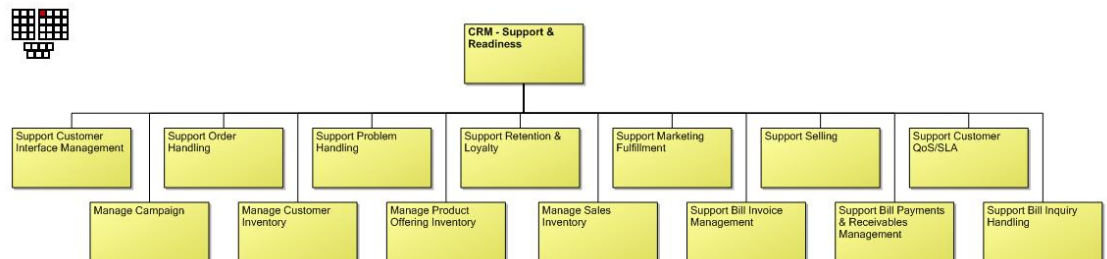 CRM - Support &
Readiness
Support Customer
Interface Management
Support Order
Handling
Support Problem
Handling
Support Retention &
Loyalty
Support Marketing
Fulfillment
Support Selling
Support Customer
QoS/SLA
Manage Campaign
Manage Customer
Inventory
Manage Product
Offering Inventory
Manage Sales
Inventory
Support Bill Invoice
Management
Support Bill Payments
& Receivables
Management
Support Bill Inquiry
Handling